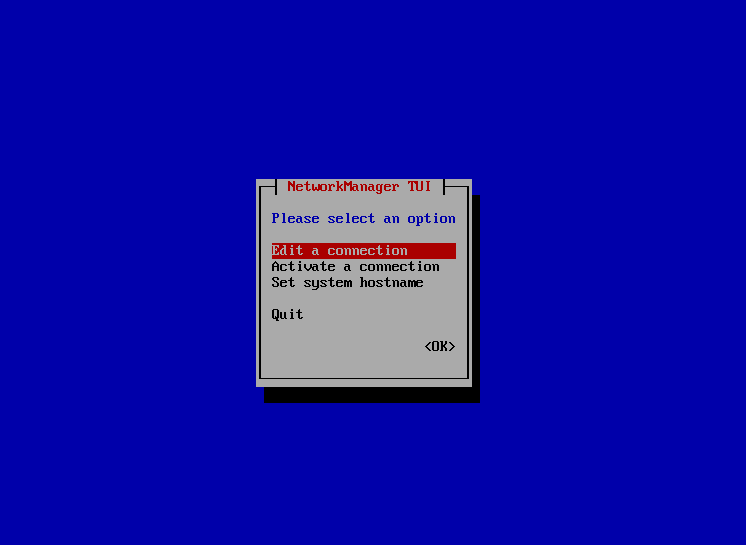 NetworkManager TUI
Please select an option
Edit a connection
Activate a connection
Set system hostname
Quit
<OK>